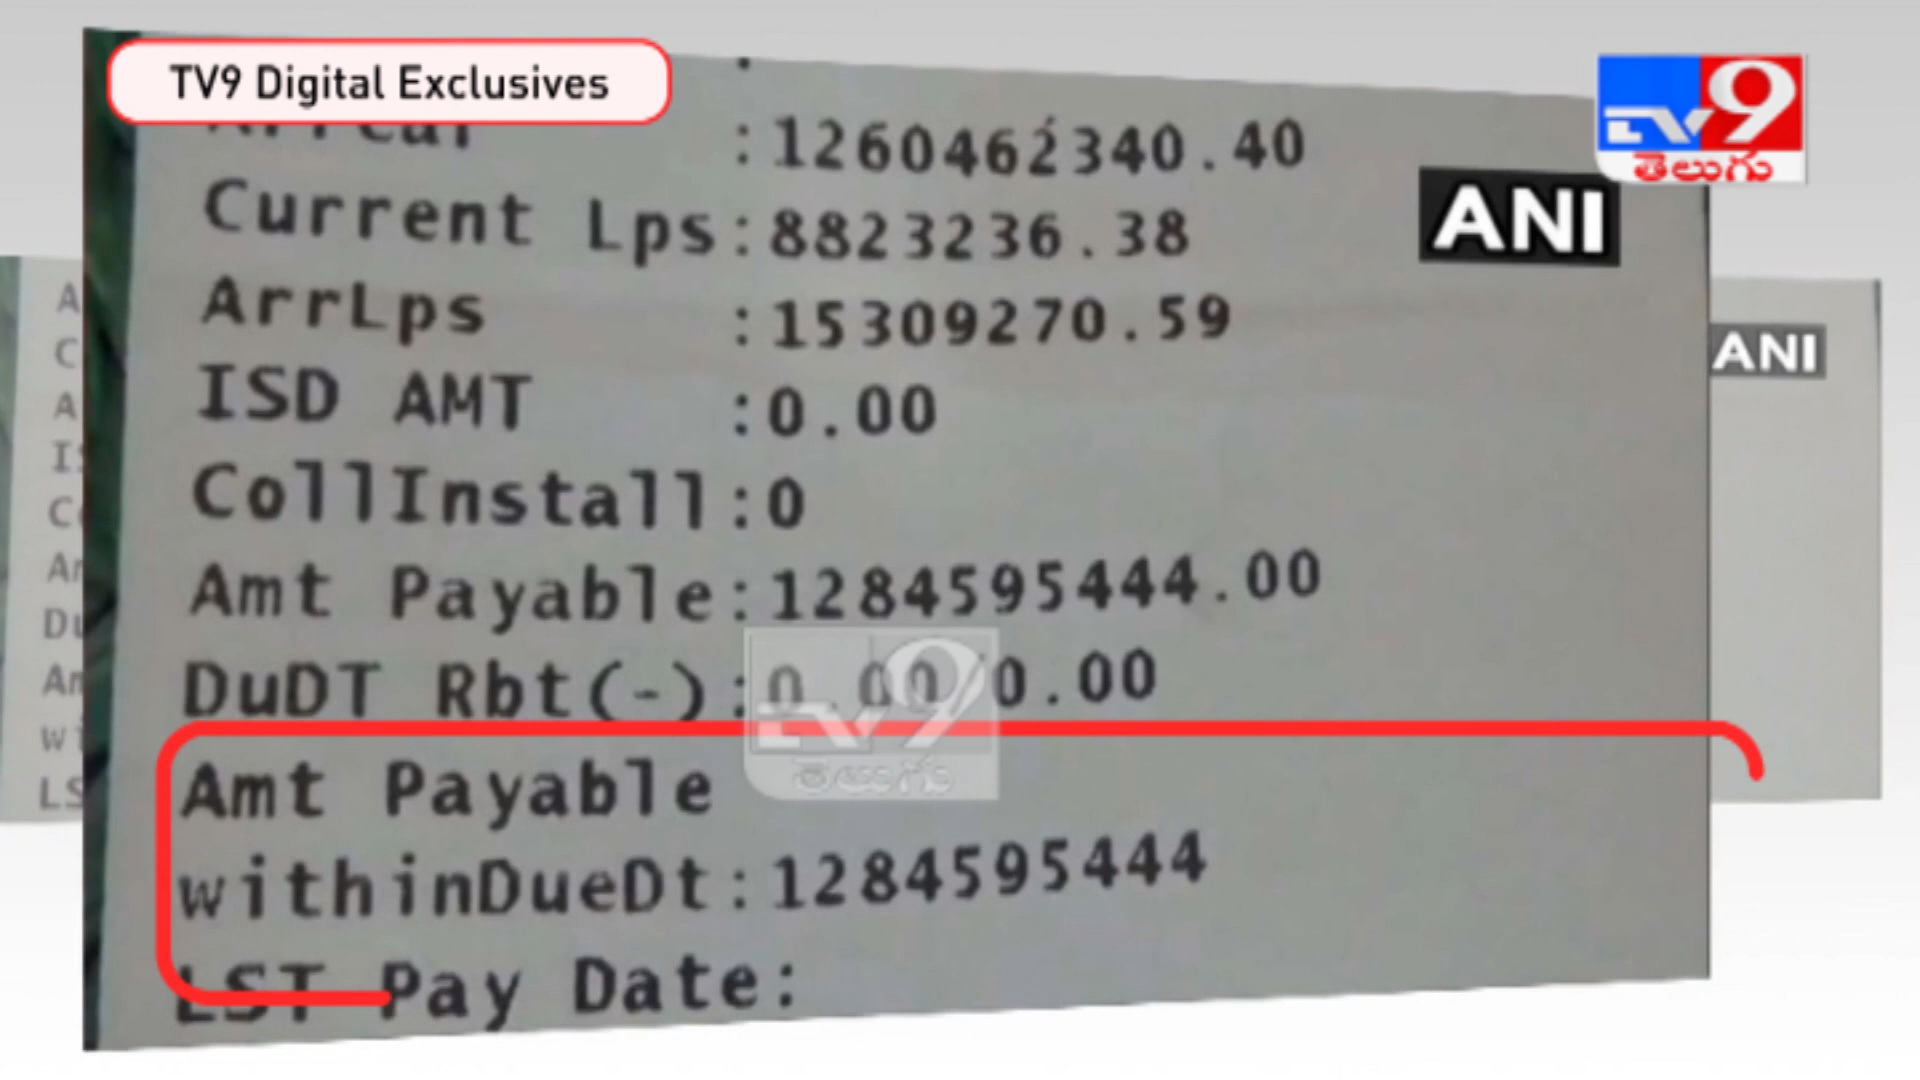 TV9 Digital Exclusives
TV9
తెలుగు
ANI
Arrear :1260462340.40
Current Lps:8823236.38
ArrLps :15309270.59
ISD AMT :0.00
CollInstall:0
Amt Payable:1284595444.00
DuDT Rbt(-):0.00/0.00
Amt Payable
withinDueDt:1284595444
LST Pay Date:
TV9
తెలుగు
ANI